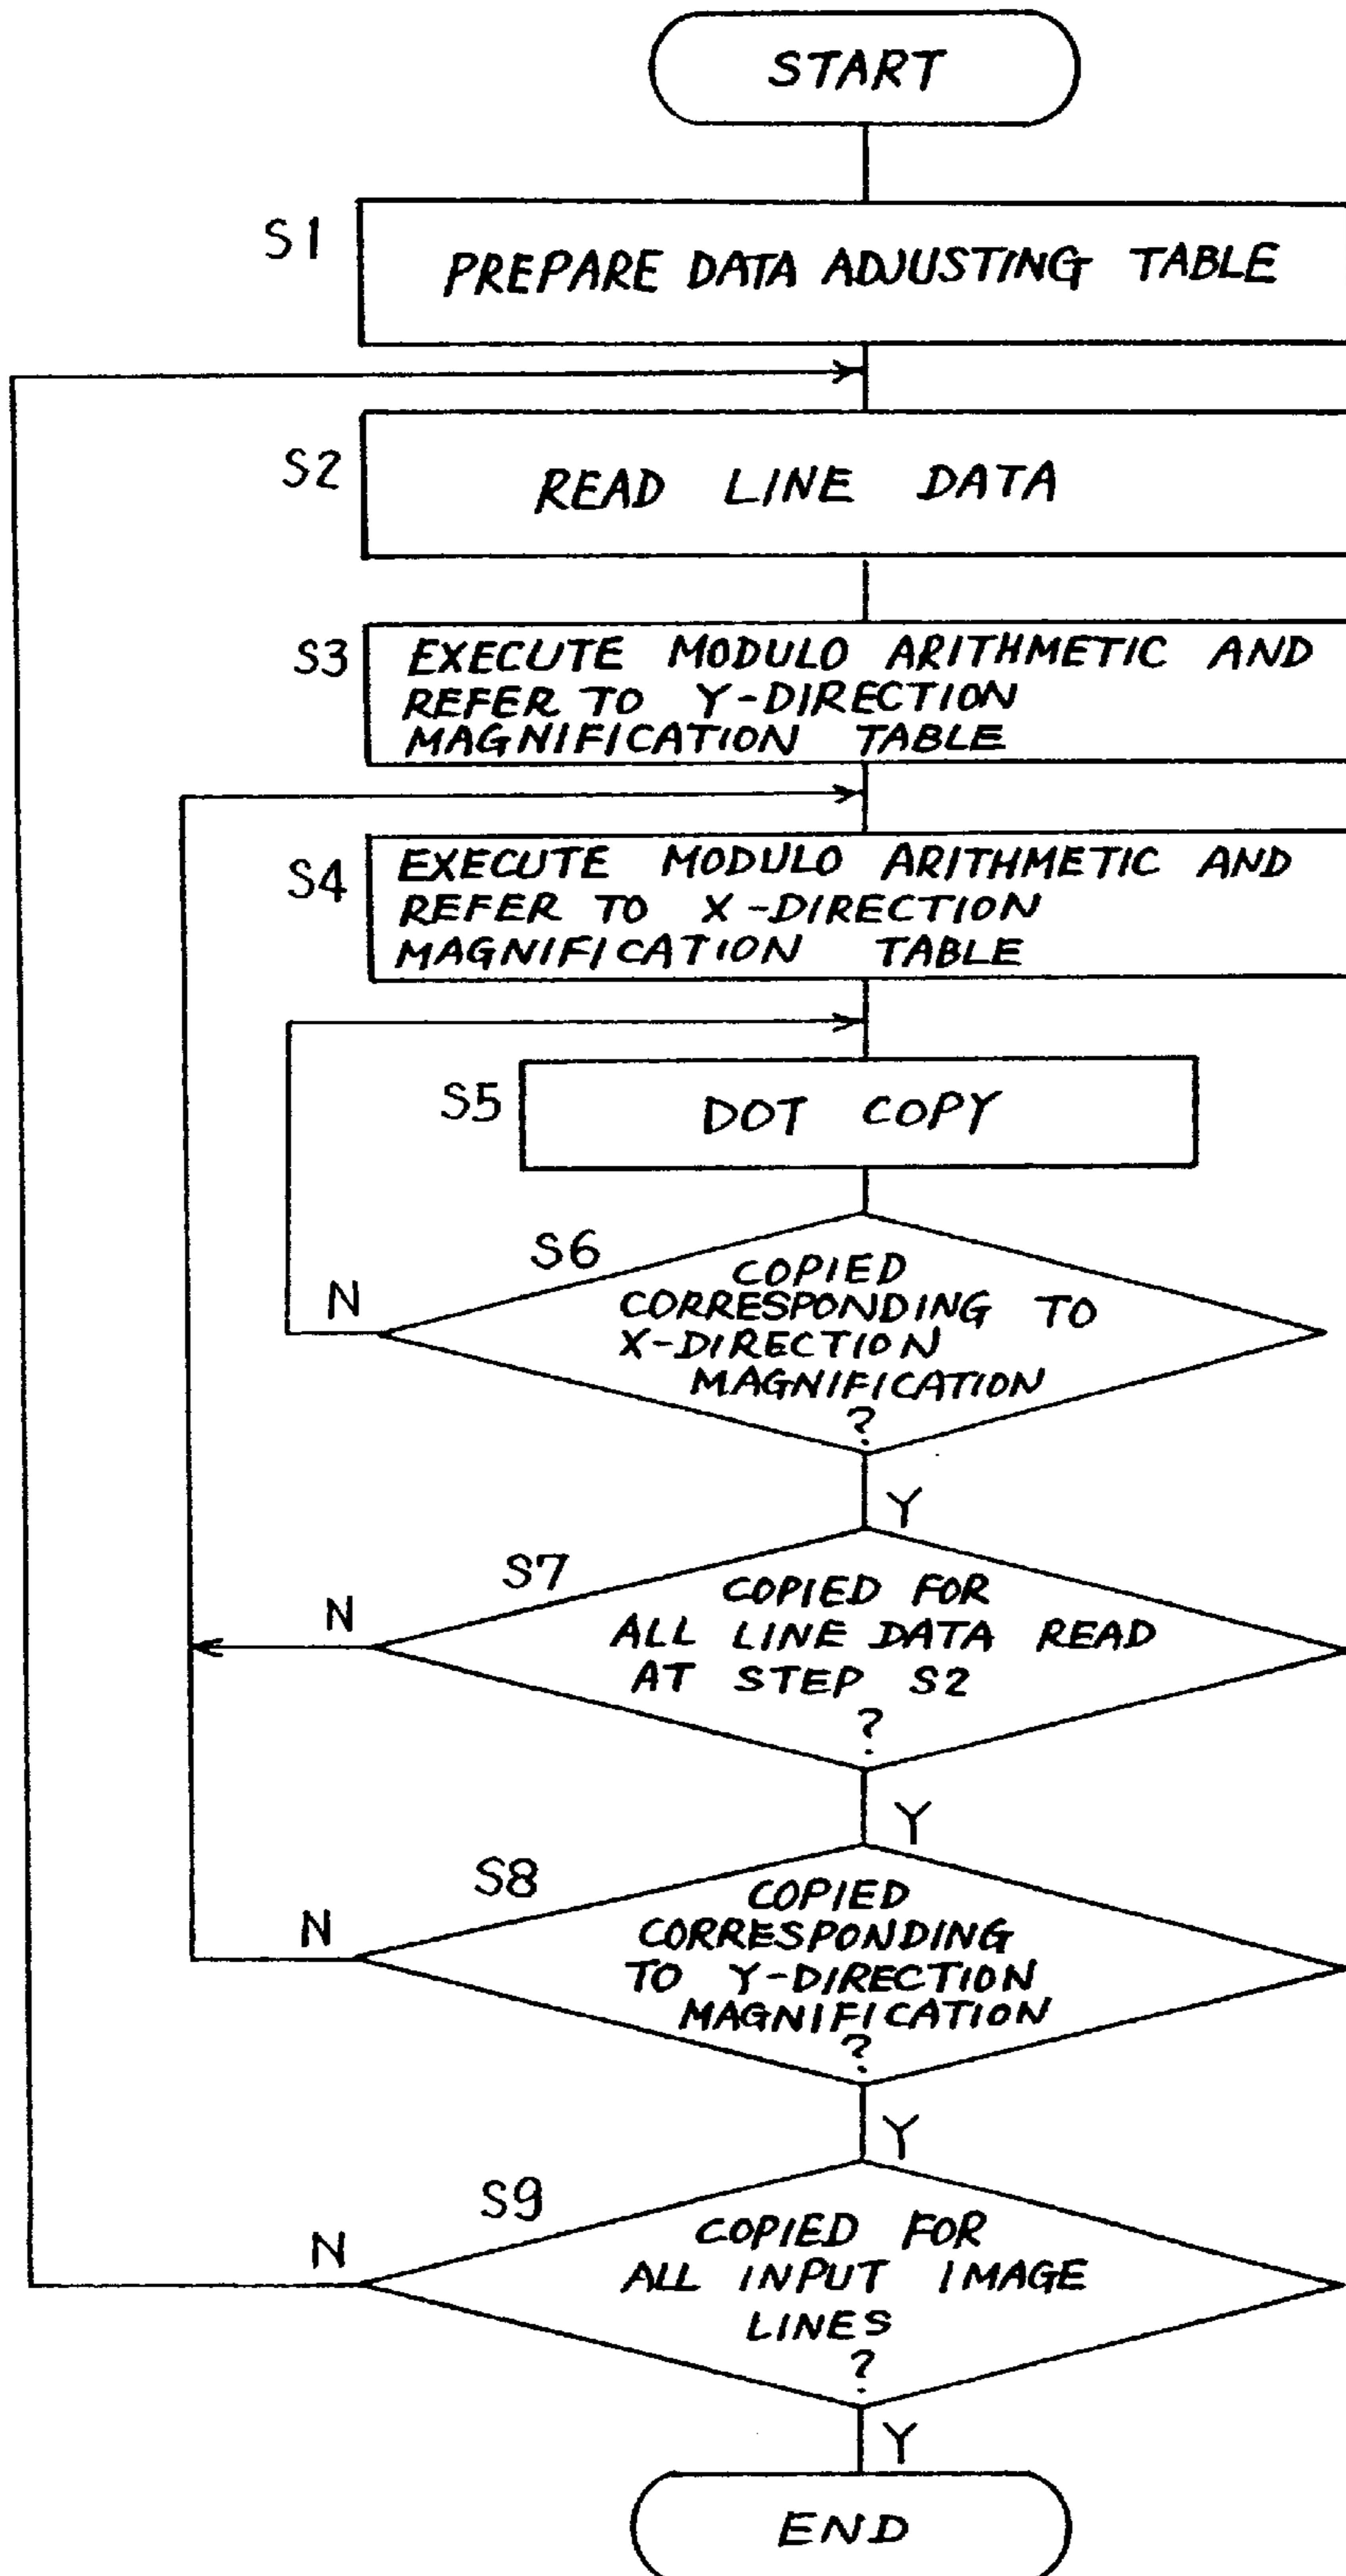 START
S1
PREPARE DATA ADJUSTING TABLE
S2
READ LINE DATA
S3
EXECUTE MODULO ARITHMETIC AND
REFER TO Y-DIRECTION
MAGNIFICATION TABLE
S4
EXECUTE MODULO ARITHMETIC AND
REFER TO X-DIRECTION
MAGNIFICATION TABLE
S5
DOT COPY
S6
N
COPIED
CORRESPONDING TO
X-DIRECTION
MAGNIFICATION
?
Y
S7
N
COPIED FOR
ALL LINE DATA READ
AT STEP S2
?
Y
S8
N
COPIED
CORRESPONDING
TO Y-DIRECTION
MAGNIFICATION
?
Y
S9
N
COPIED FOR
ALL INPUT IMAGE
LINES
?
Y
END